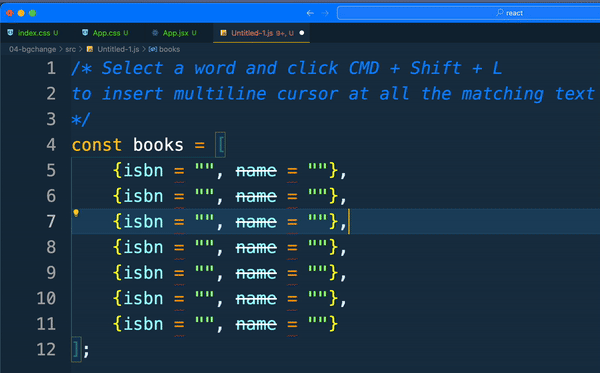 react
index.css U App.css U App.jsx U Untitled-1.js 9+, U
04-bgchange > src > Untitled-1.js > books
1 /* Select a word and click CMD + Shift + L
2 to insert multiline cursor at all the matching text
3 */
4 const books = [
5 {isbn = "", name = ""},
6 {isbn = "", name = ""},
7 {isbn = "", name = ""},
8 {isbn = "", name = ""},
9 {isbn = "", name = ""},
10 {isbn = "", name = ""},
11 {isbn = "", name = ""}
12 ];